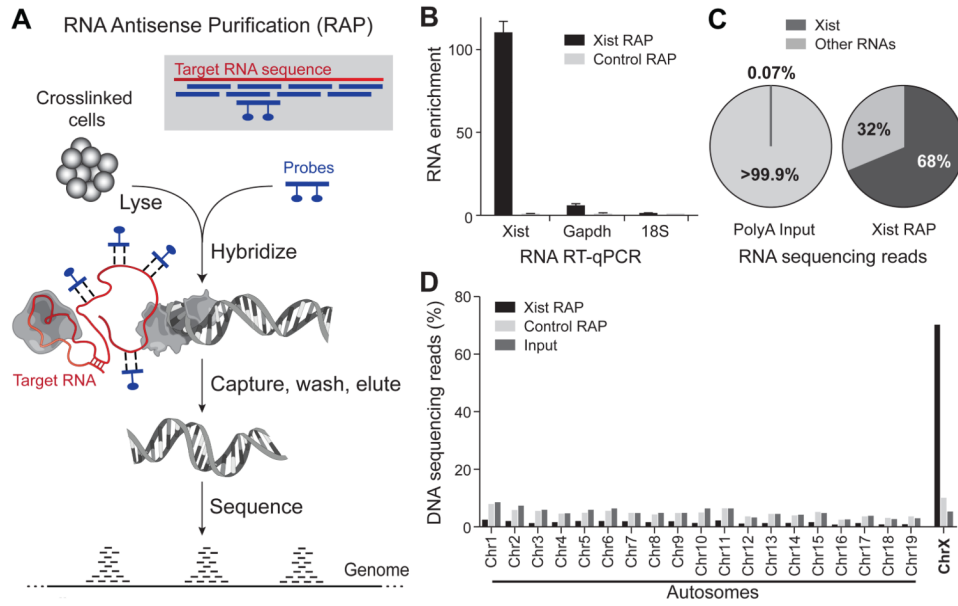 A
RNA Antisense Purification (RAP)
Target RNA sequence
Crosslinked
cells
Probes
Lyse
Hybridize
Target RNA
Capture, wash, elute
Sequence
Genome
B
Xist RAP
Control RAP
RNA enrichment
100
50
0
Xist
Gapdh
18S
RNA RT-qPCR
C
Xist
Other RNAs
0.07%
>99.9%
32%
68%
PolyA Input
Xist RAP
RNA sequencing reads
D
Xist RAP
Control RAP
Input
DNA sequencing reads (%)
80
60
40
20
0
Chr1
Chr2
Chr3
Chr4
Chr5
Chr6
Chr7
Chr8
Chr9
Chr10
Chr11
Chr12
Chr13
Chr14
Chr15
Chr16
Chr17
Chr18
Chr19
ChrX
Autosomes